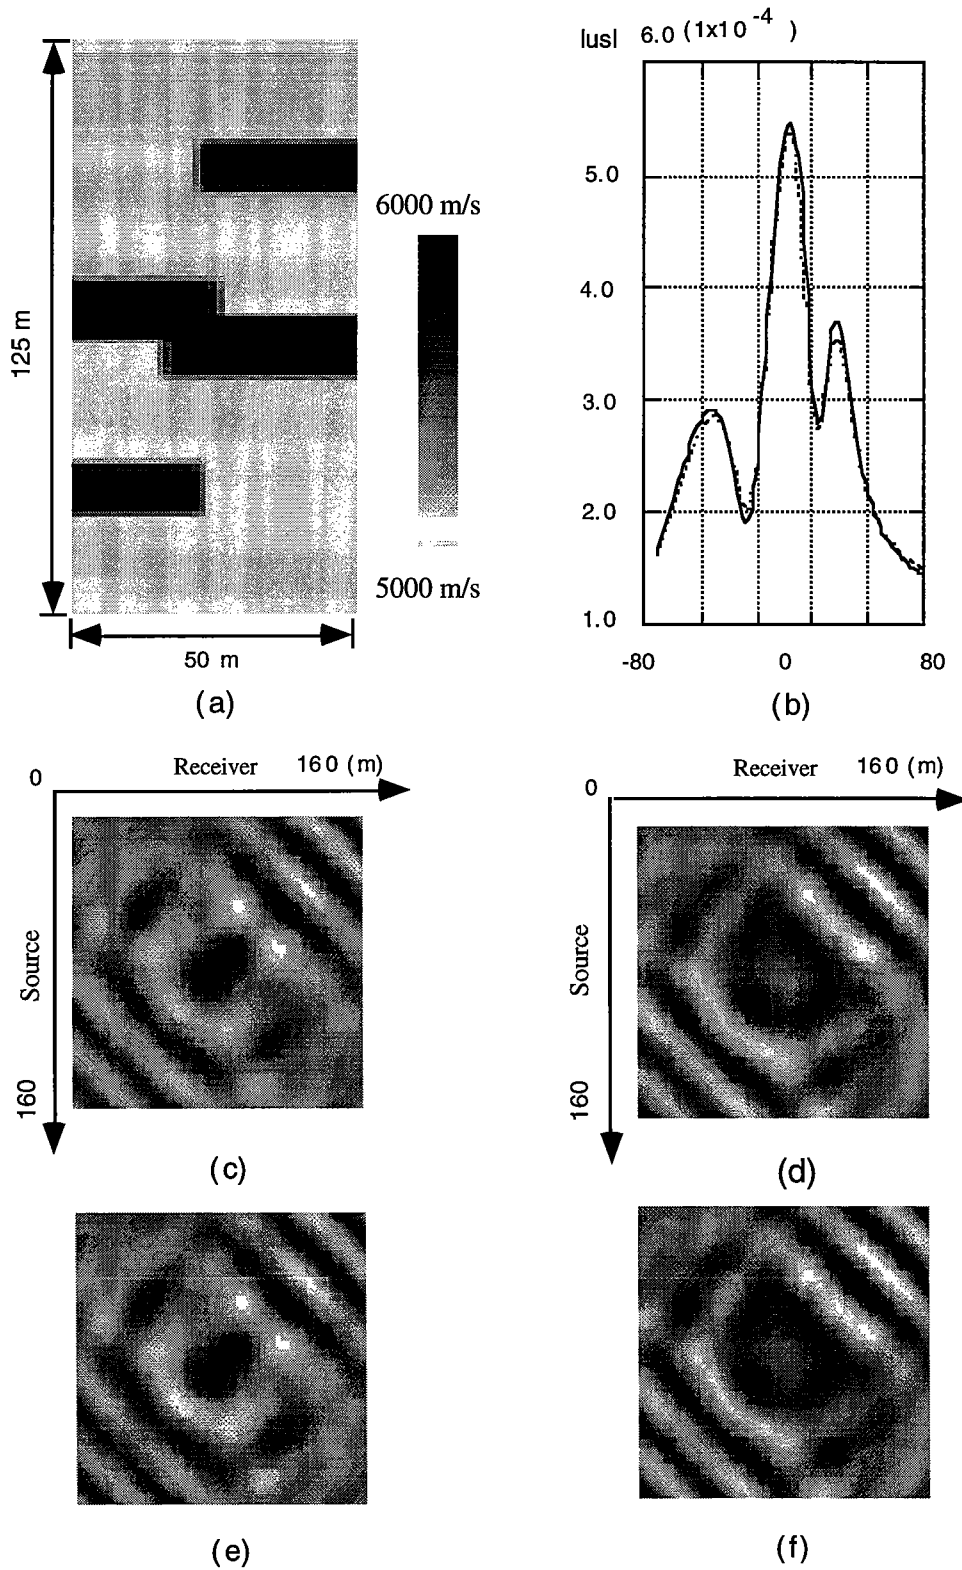 |us| 6.0 (1x10⁻⁴ )
5.0
4.0
3.0
2.0
1.0
-80 0 80
(b)
6000 m/s
5000 m/s
125 m
50 m
(a)
0 Receiver 160 (m)
Source
160
(c)
0 Receiver 160 (m)
Source
160
(d)
(e)
(f)